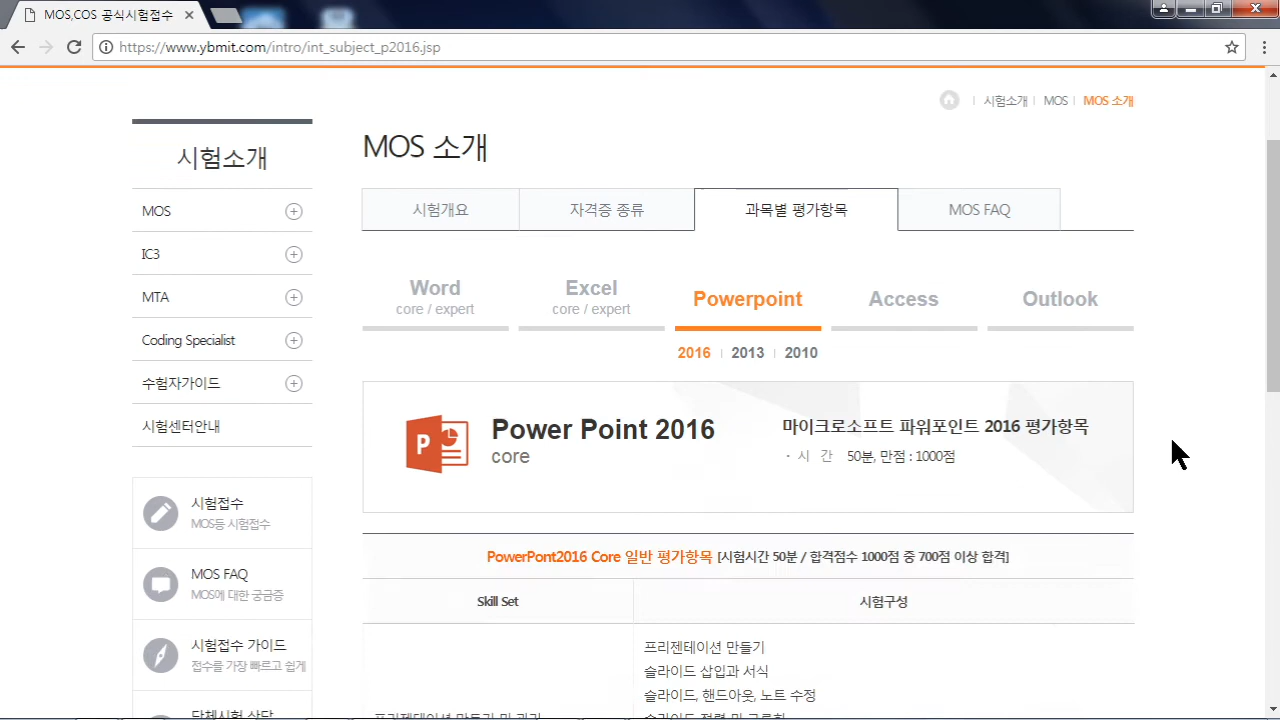 MOS,COS 공식시험접수
https://www.ybmit.com/intro/int_subject_p2016.jsp
시험소개 MOS MOS 소개
시험소개
MOS
IC3
MTA
Coding Specialist
수험자가이드
시험센터안내
시험접수
MOS등 시험접수
MOS FAQ
MOS에 대한 궁금증
시험접수 가이드
접수를 가장 빠르고 쉽게
단체시험 상담
MOS 소개
시험개요 자격증 종류 과목별 평가항목 MOS FAQ
Word Excel Powerpoint Access Outlook
core / expert core / expert
2016 2013 2010
P
Power Point 2016
core
마이크로소프트 파워포인트 2016 평가항목
· 시 간 50분, 만점 : 1000점
PowerPont2016 Core 일반 평가항목 [시험시간 50분 / 합격점수 1000점 중 700점 이상 합격]
Skill Set 시험구성
프리젠테이션 만들기
슬라이드 삽입과 서식
슬라이드, 핸드아웃, 노트 수정